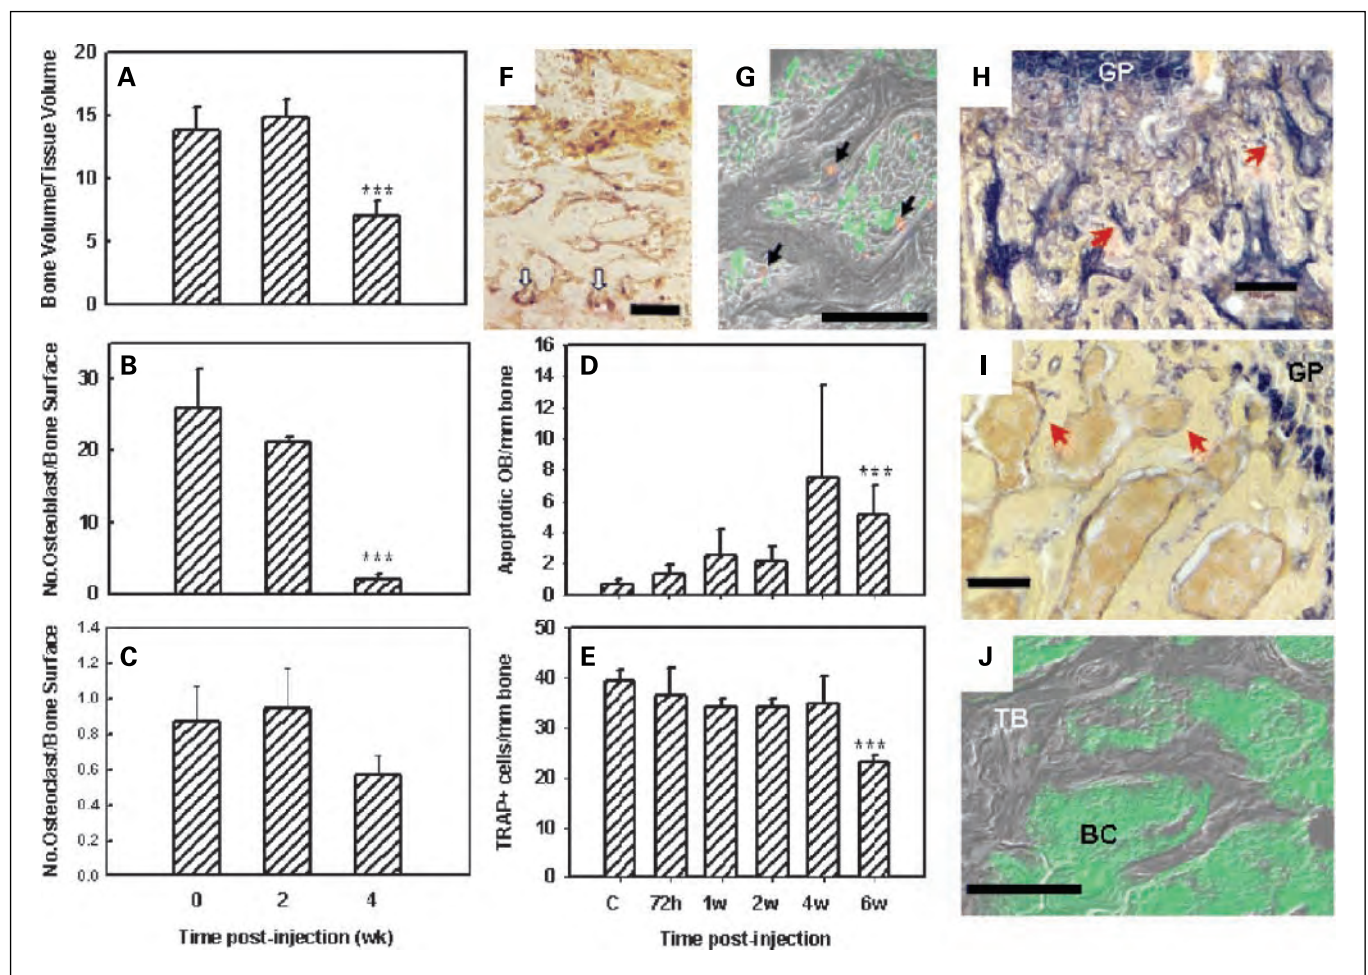 A
Bone Volume/Tissue Volume
20
15
10
5
0
***
B
No.Osteoblast/Bone Surface
30
20
10
0
***
C
No.Osteoclast/Bone Surface
1.4
1.2
1.0
0.8
0.6
0.4
0.2
0.0
0 2 4
Time post-injection (wk)
F
G
D
Apoptotic OB/mm bone
16
14
12
10
8
6
4
2
0
***
E
TRAP+ cells/mm bone
50
40
30
20
10
0
***
C 72h 1w 2w 4w 6w
Time post-injection
H
GP
I
GP
J
TB
BC